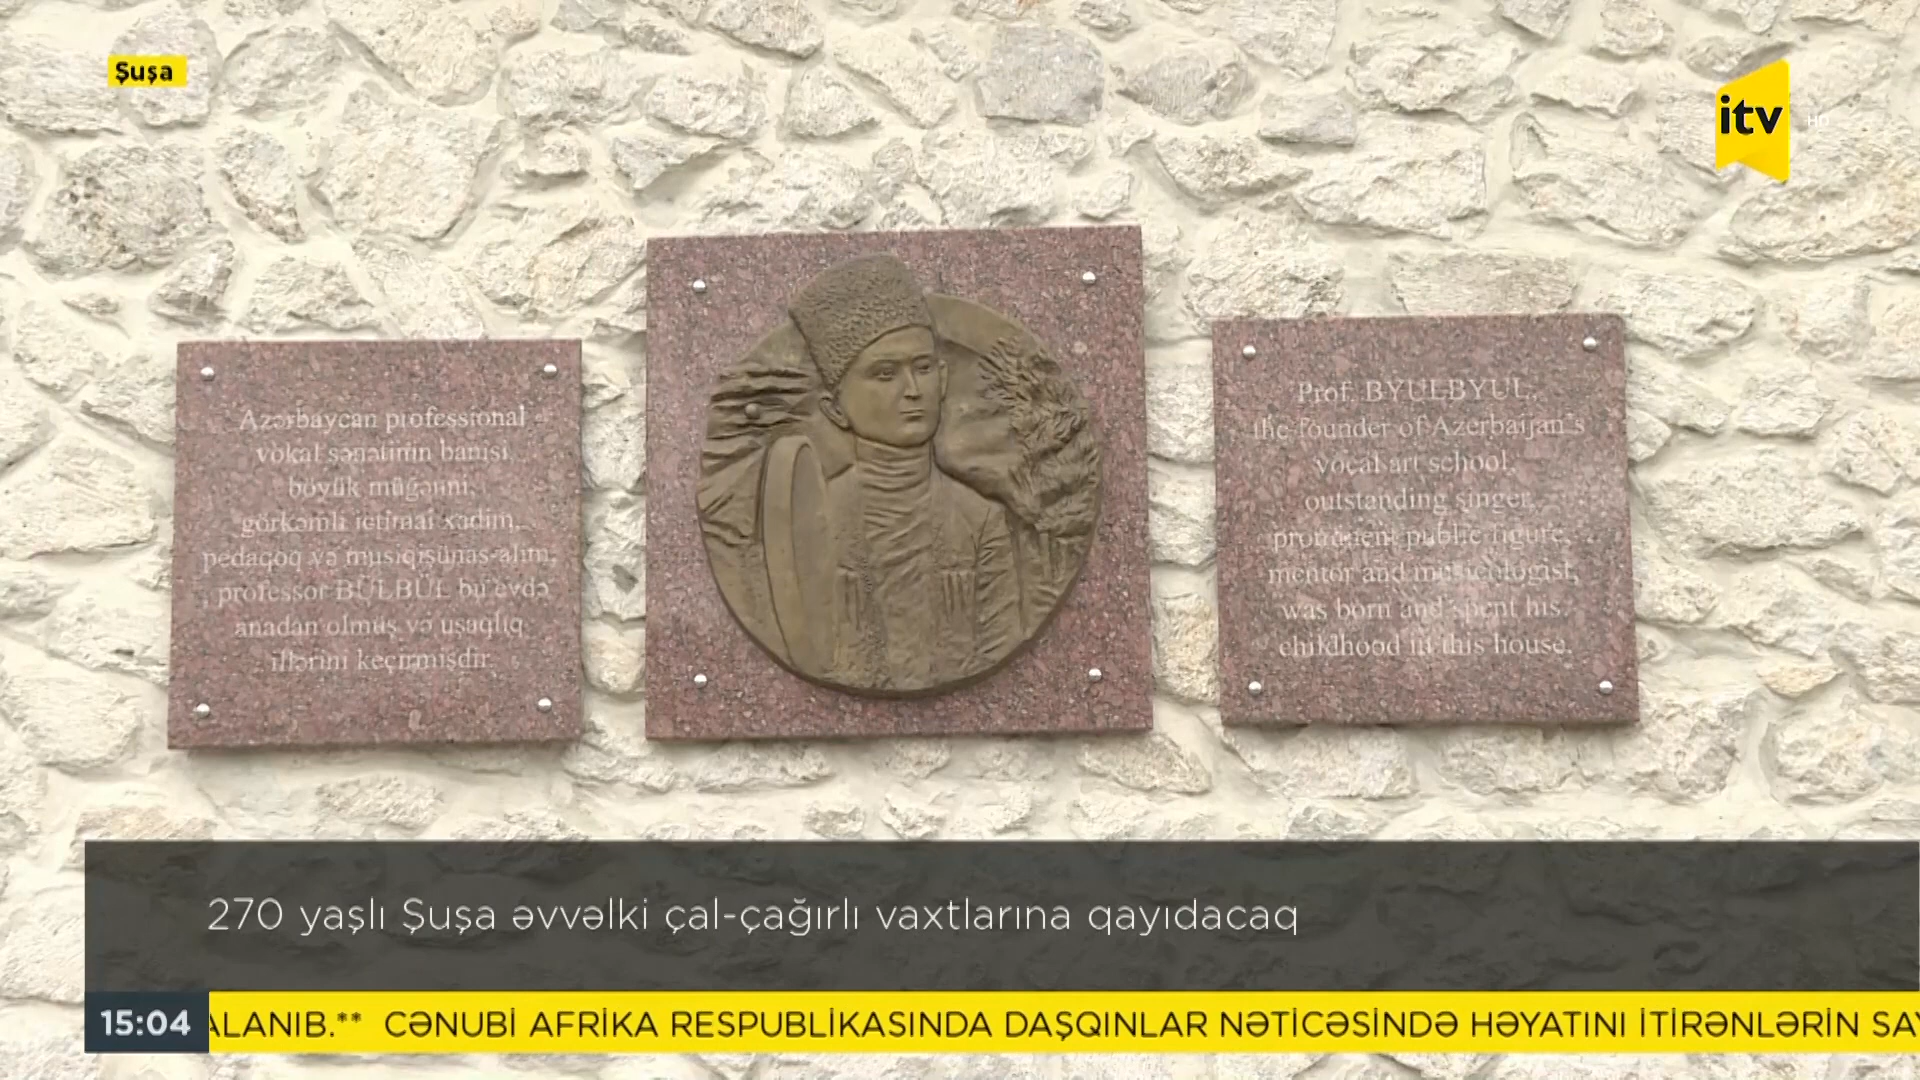 Şuşa
itv
HD
Azərbaycan professional
vokal sənətinin banisi,
böyük müğənni,
görkəmli ictimai xadim,
pedaqoq və musiqişünas-alim,
professor BÜLBÜL bu evdə
anadan olmuş və uşaqlıq
illərini keçirmişdir.
Prof. BYULBYUL,
the founder of Azerbaijan's
vocal art school,
outstanding singer,
prominent public figure,
mentor and musicologist,
was born and spent his
childhood in this house.
270 yaşlı Şuşa əvvəlki çal-çağırlı vaxtlarına qayıdacaq
15:04
ALANIB.** CƏNUBİ AFRİKA RESPUBLİKASINDA DAŞQINLAR NƏTİCƏSİNDƏ HƏYATINI İTİRƏNLƏRİN SAY